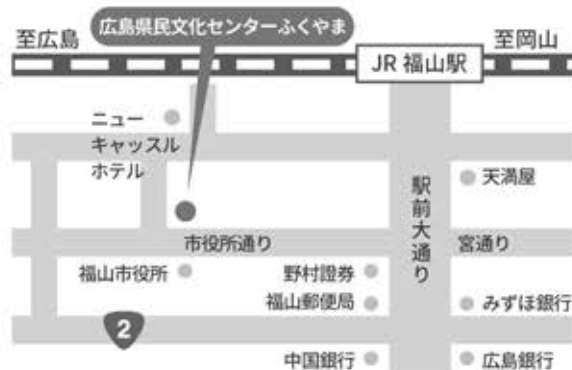 広島県民文化センターふくやま
至広島
至岡山
JR 福山駅
ニュー
キャッスル
ホテル
天満屋
駅前大通り
市役所通り
宮通り
福山市役所
野村證券
福山郵便局
みずほ銀行
2
中国銀行
広島銀行